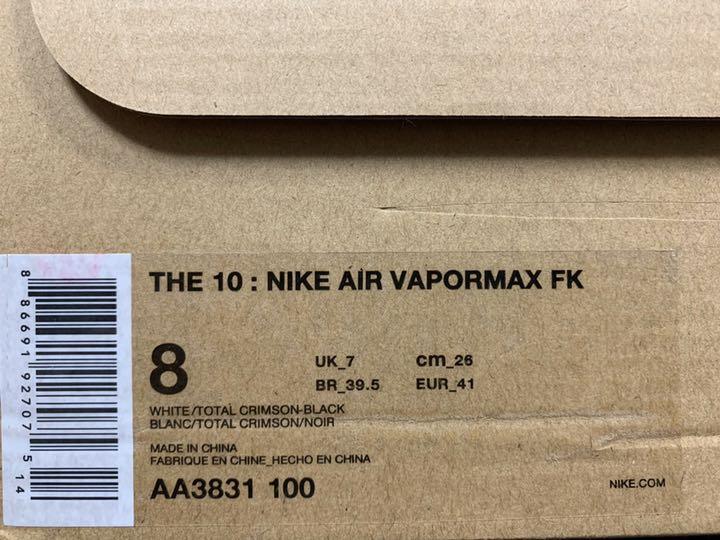 THE 10 : NIKE AIR VAPORMAX FK
8
UK_7 cm_26
BR_39.5 EUR_41
WHITE/TOTAL CRIMSON-BLACK
BLANC/TOTAL CRIMSON/NOIR
MADE IN CHINA
FABRIQUE EN CHINE_HECHO EN CHINA
AA3831 100
NIKE.COM
8 86691 92707 5 14